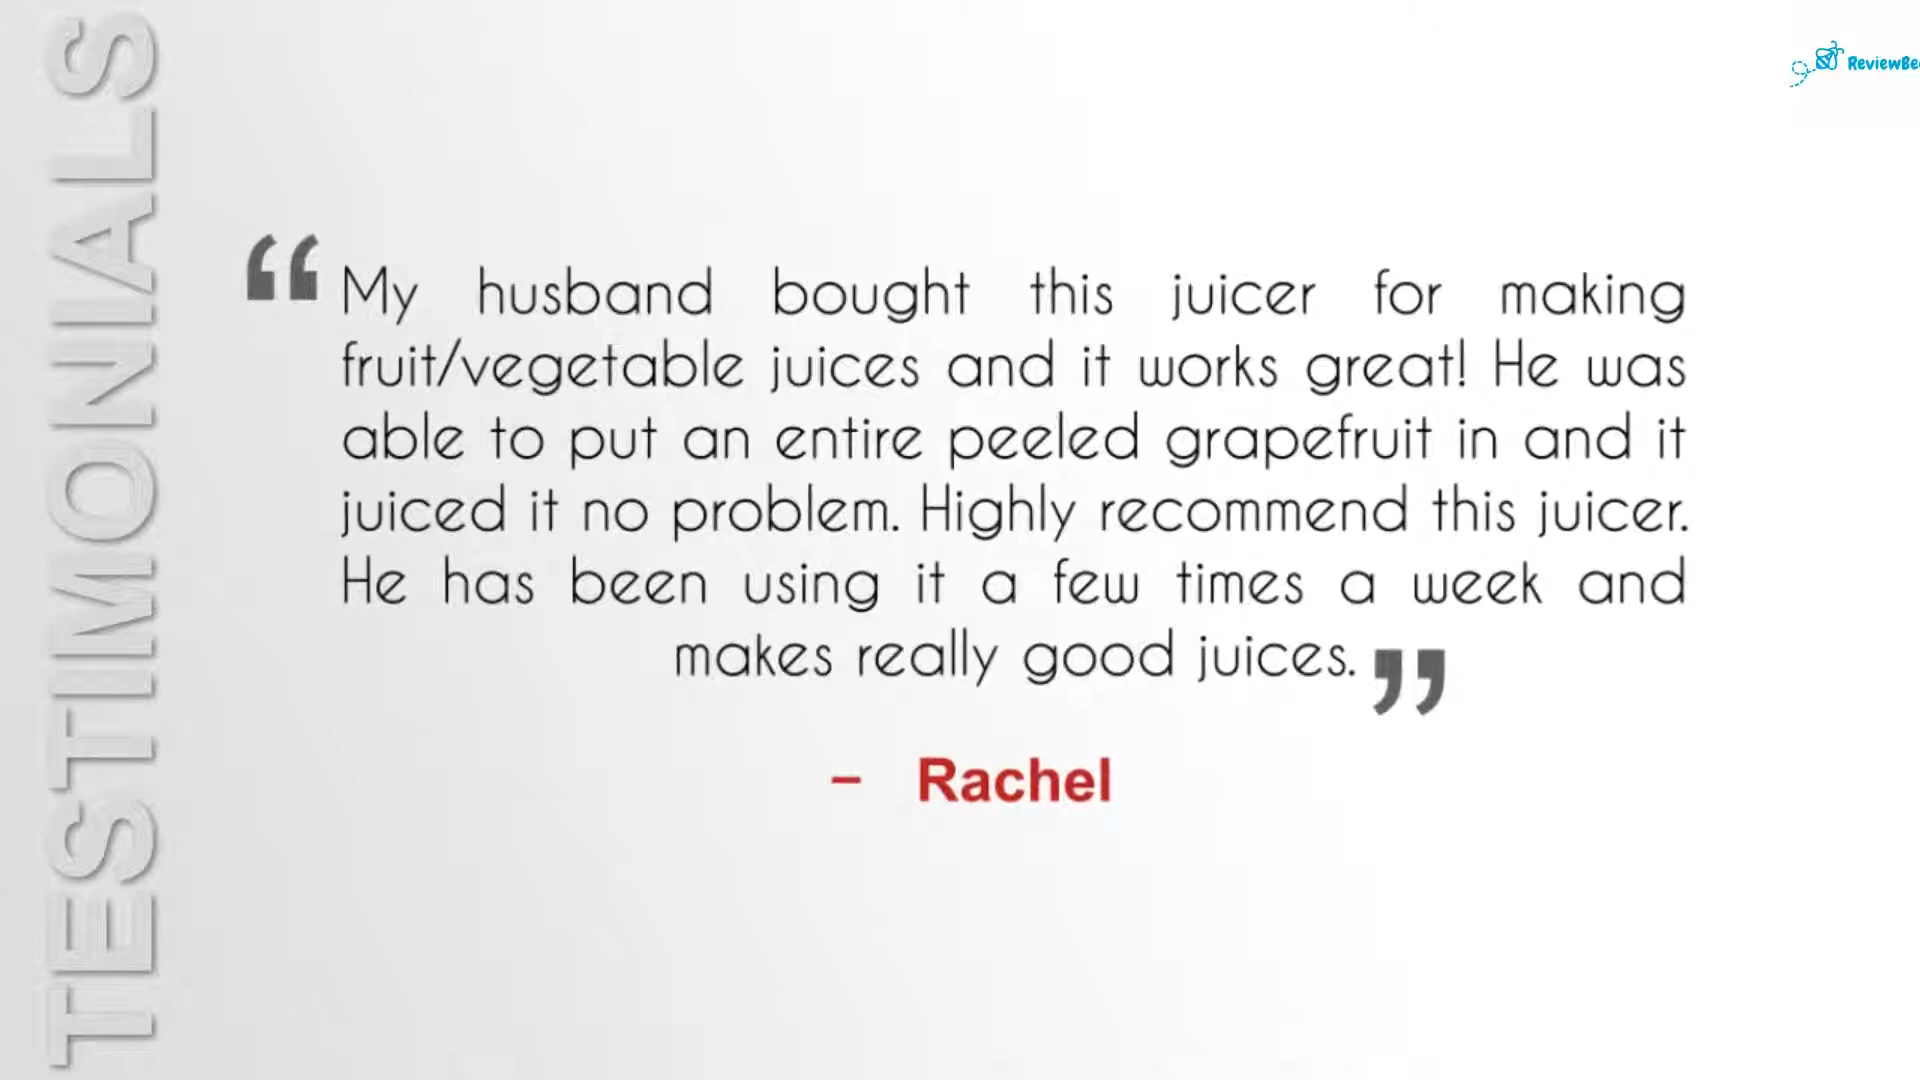 TESTIMONIALS
“My husband bought this juicer for making
fruit/vegetable juices and it works great! He was
able to put an entire peeled grapefruit in and it
juiced it no problem. Highly recommend this juicer.
He has been using it a few times a week and
makes really good juices.”
– Rachel
ReviewBee